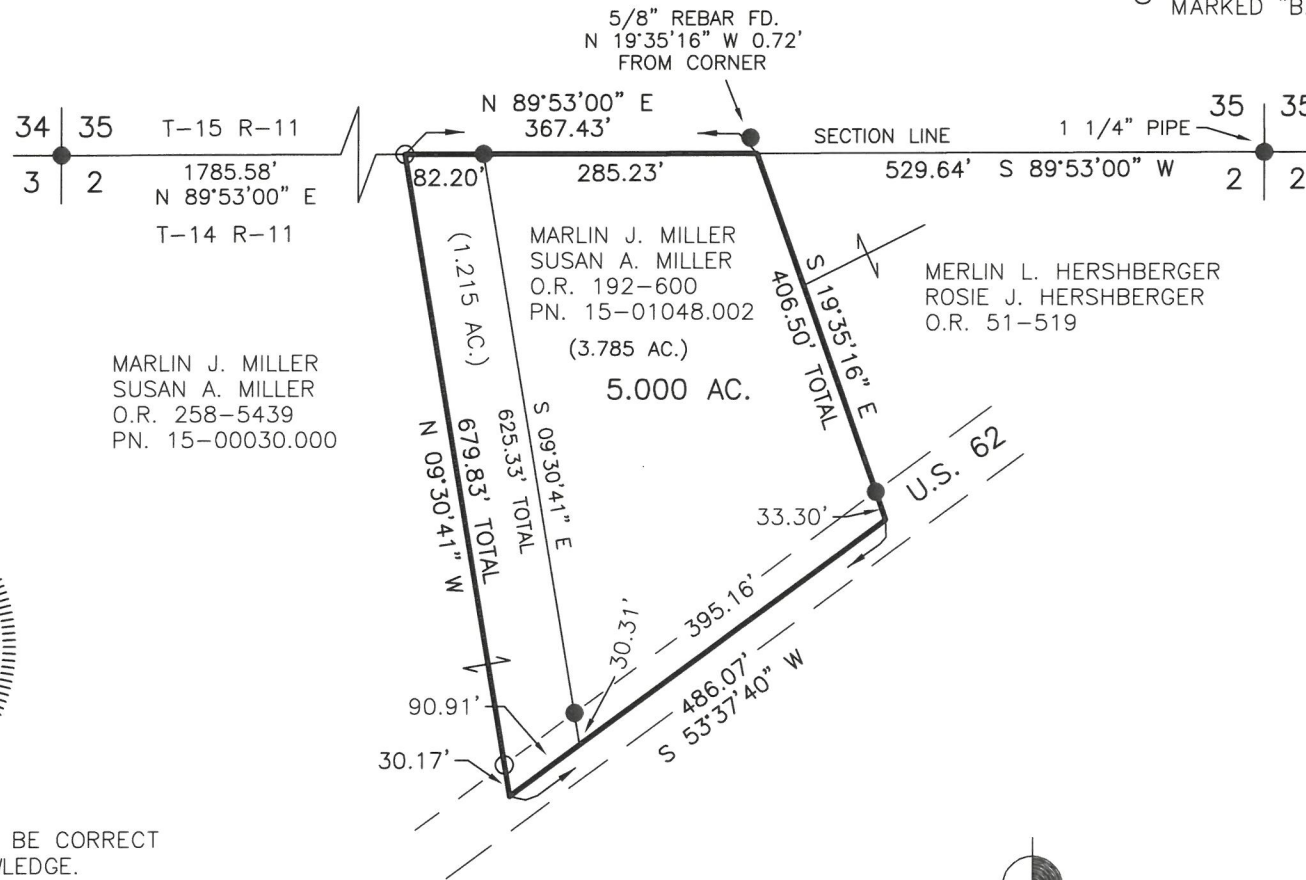 MARKED "B
5/8" REBAR FD.
N 19°35'16" W 0.72'
FROM CORNER
N 89°53'00" E
367.43'
34 35
T-15 R-11
SECTION LINE
1 1/4" PIPE
35 35
3 2
1785.58'
N 89°53'00" E
82.20'
285.23'
529.64' S 89°53'00" W
2 2
T-14 R-11
(1.215 AC.)
MARLIN J. MILLER
SUSAN A. MILLER
O.R. 192-600
PN. 15-01048.002
(3.785 AC.)
5.000 AC.
S 19°35'16" E
406.50' TOTAL
MERLIN L. HERSHBERGER
ROSIE J. HERSHBERGER
O.R. 51-519
MARLIN J. MILLER
SUSAN A. MILLER
O.R. 258-5439
PN. 15-00030.000
N 09°30'41" W
679.83' TOTAL
625.33' TOTAL
S 09°30'41" E
U.S. 62
33.30'
395.16'
30.31'
486.07'
S 53°37'40" W
90.91'
30.17'
BE CORRECT
LEDGE.